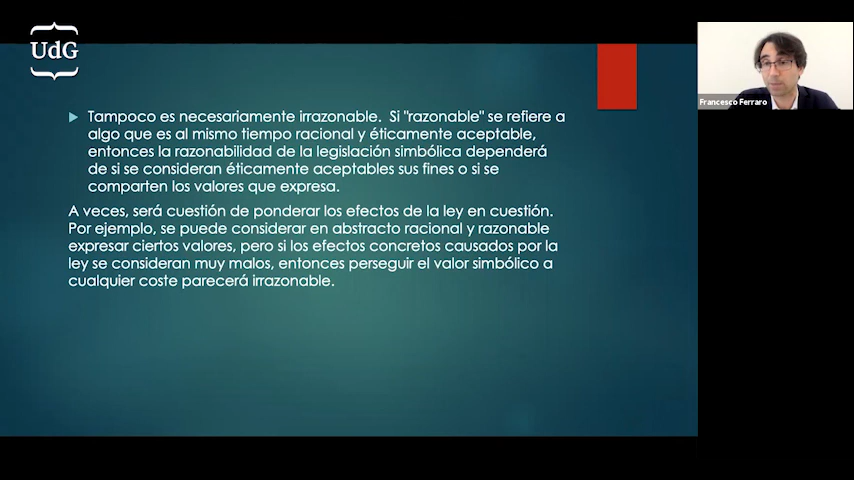 UdG
Tampoco es necesariamente irrazonable. Si "razonable" se refiere a
algo que es al mismo tiempo racional y éticamente aceptable,
entonces la razonabilidad de la legislación simbólica dependerá
de si se consideran éticamente aceptables sus fines o si se
comparten los valores que expresa.
A veces, será cuestión de ponderar los efectos de la ley en cuestión.
Por ejemplo, se puede considerar en abstracto racional y razonable
expresar ciertos valores, pero si los efectos concretos causados por la
ley se consideran muy malos, entonces perseguir el valor simbólico a
cualquier coste parecerá irrazonable.
Francesco Ferraro